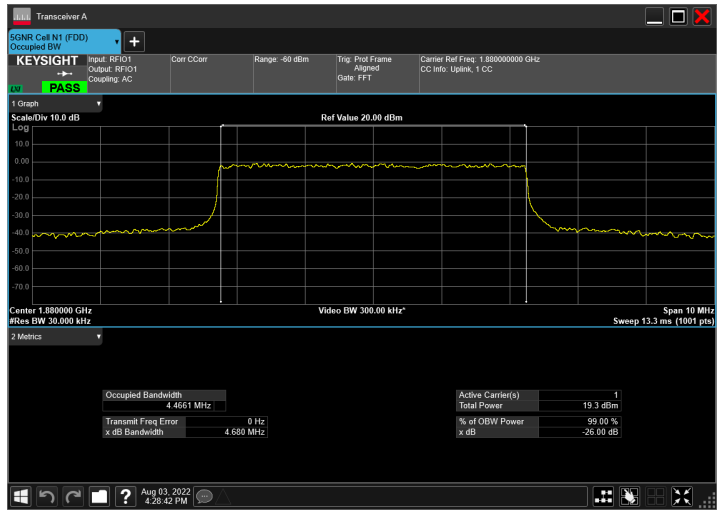 Transceiver A
5GNR Cell N1 (FDD)
Occupied BW
KEYSIGHT
Input: RFIO1
Output: RFIO1
Coupling: AC
Corr CCorr
Range: -60 dBm
Trig: Prot Frame
Aligned
Gate: FFT
Carrier Ref Freq: 1.880000000 GHz
CC Info: Uplink, 1 CC
LXI
PASS
1 Graph
Scale/Div 10.0 dB
Ref Value 20.00 dBm
Log
10.0
0.00
-10.0
-20.0
-30.0
-40.0
-50.0
-60.0
-70.0
Center 1.880000 GHz
Video BW 300.00 kHz*
Span 10 MHz
#Res BW 30.000 kHz
Sweep 13.3 ms (1001 pts)
2 Metrics
Occupied Bandwidth
4.4661 MHz
Transmit Freq Error 0 Hz
x dB Bandwidth 4.680 MHz
Active Carrier(s) 1
Total Power 19.3 dBm
% of OBW Power 99.00 %
x dB -26.00 dB
?
Aug 03, 2022
4:28:42 PM